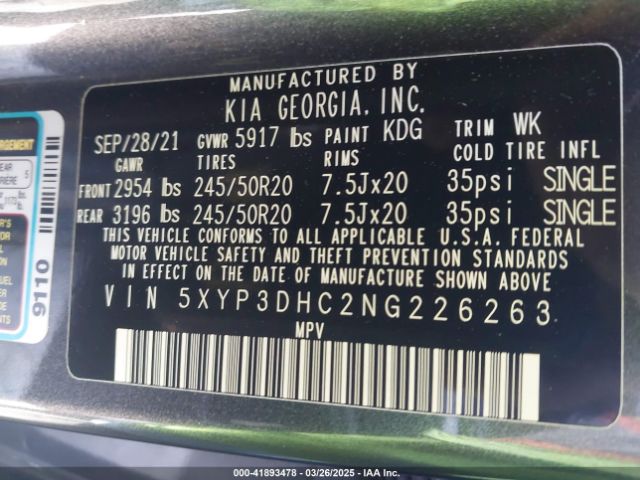 MANUFACTURED BY
KIA GEORGIA, INC.
SEP/28/21 GVWR 5917 lbs PAINT KDG TRIM WK
GAWR TIRES RIMS COLD TIRE INFL
FRONT 2954 lbs 245/50R20 7.5Jx20 35psi SINGLE
REAR 3196 lbs 245/50R20 7.5Jx20 35psi SINGLE
THIS VEHICLE CONFORMS TO ALL APPLICABLE U.S.A. FEDERAL
MOTOR VEHICLE SAFETY AND THEFT PREVENTION STANDARDS
IN EFFECT ON THE DATE OF MANUFACTURE SHOWN ABOVE.
VIN 5XYP3DHC2NG226263
MPV
9110
000-41893478 | 03/26/2025 | IAA Inc.